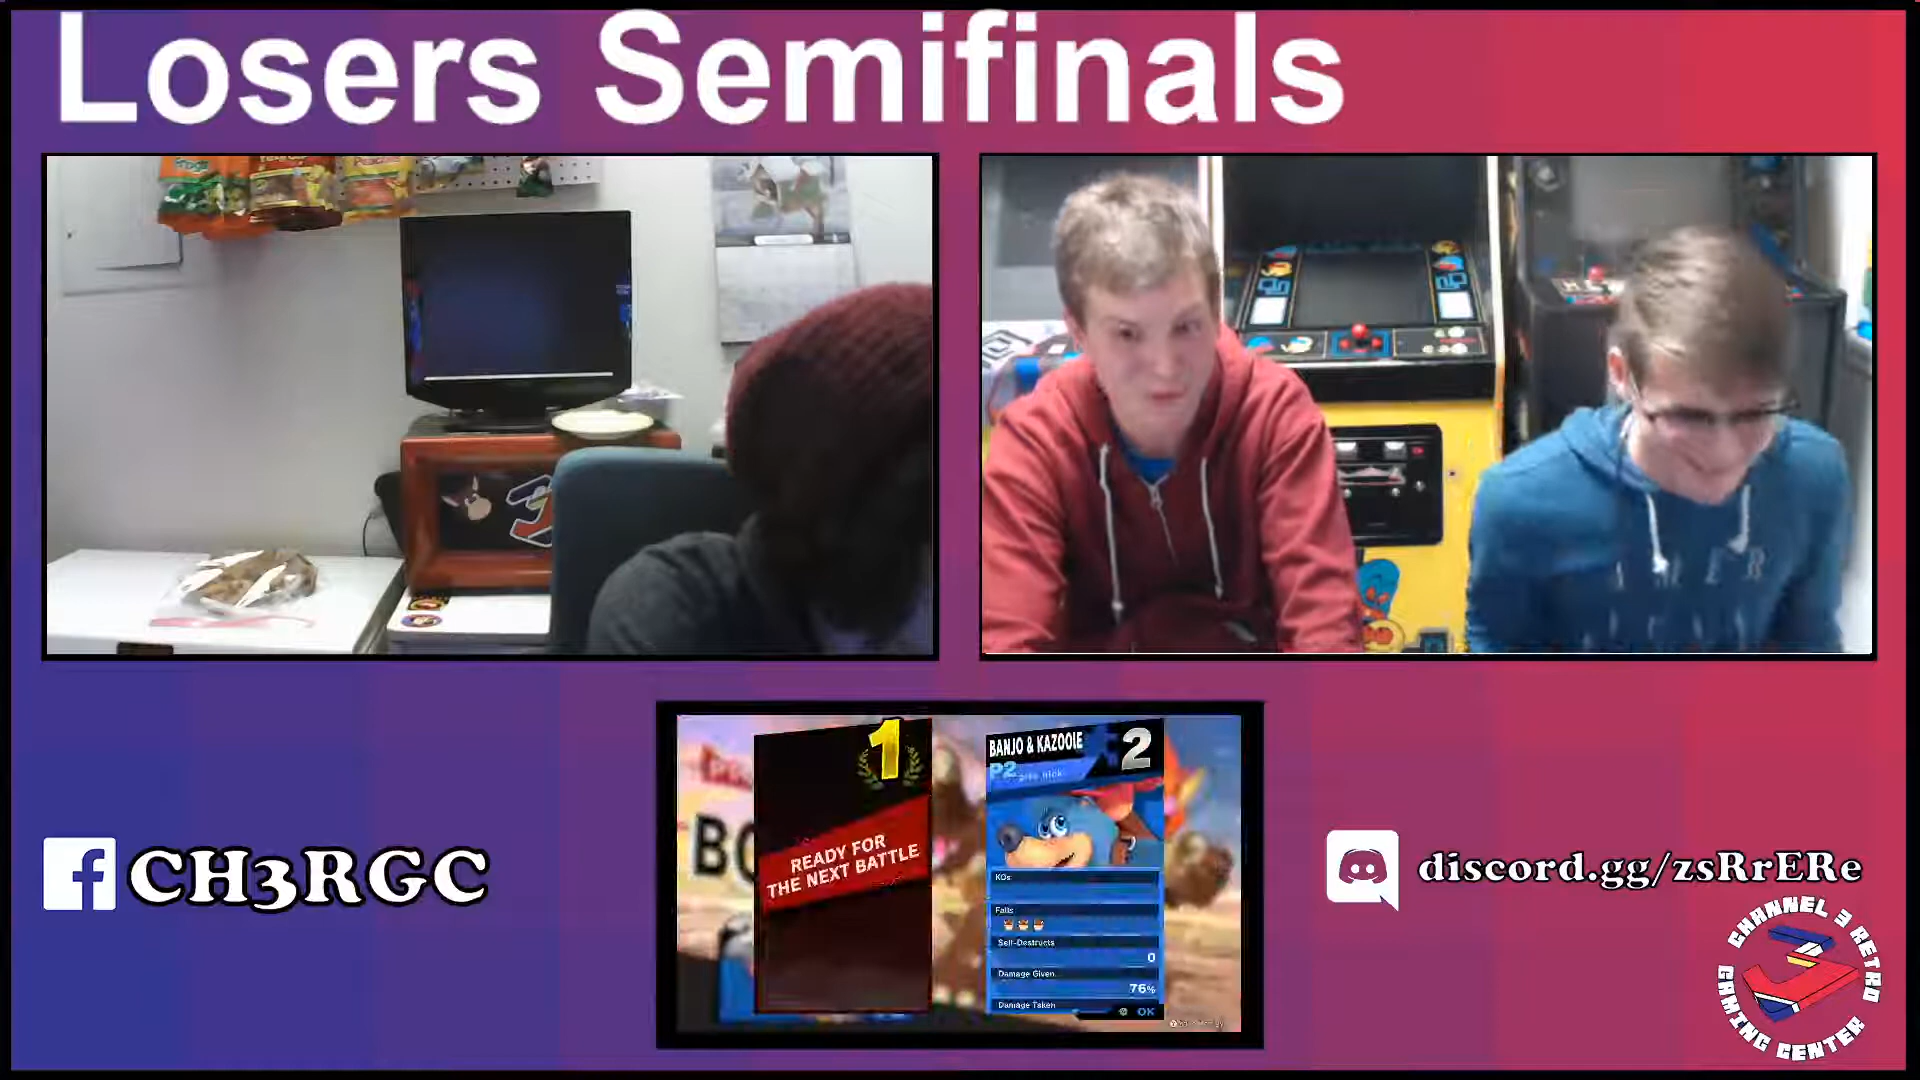 Losers Semifinals
1
READY FOR
THE NEXT BATTLE
BANJO & KAZOOIE
2
P2
KOs
Falls
Self-Destructs
0
Damage Given
76%
Damage Taken
OK
BO
CH3RGC
discord.gg/zsRrERe
CHANNEL 3 RETRO
GAMING CENTER